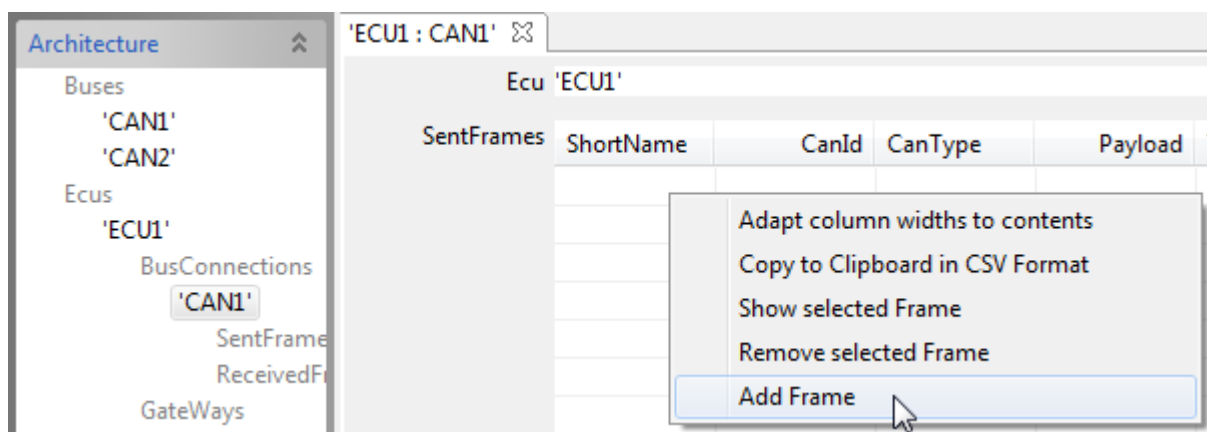 Architecture
Buses
'CAN1'
'CAN2'
Ecus
'ECU1'
BusConnections
'CAN1'
SentFrame
GateWays
'ECU1 : CAN1'
Ecu 'ECU1'
SentFrames ShortName CanId CanType Payload
Adapt column widths to contents
Copy to Clipboard in CSV Format
Show selected Frame
Remove selected Frame
Add Frame